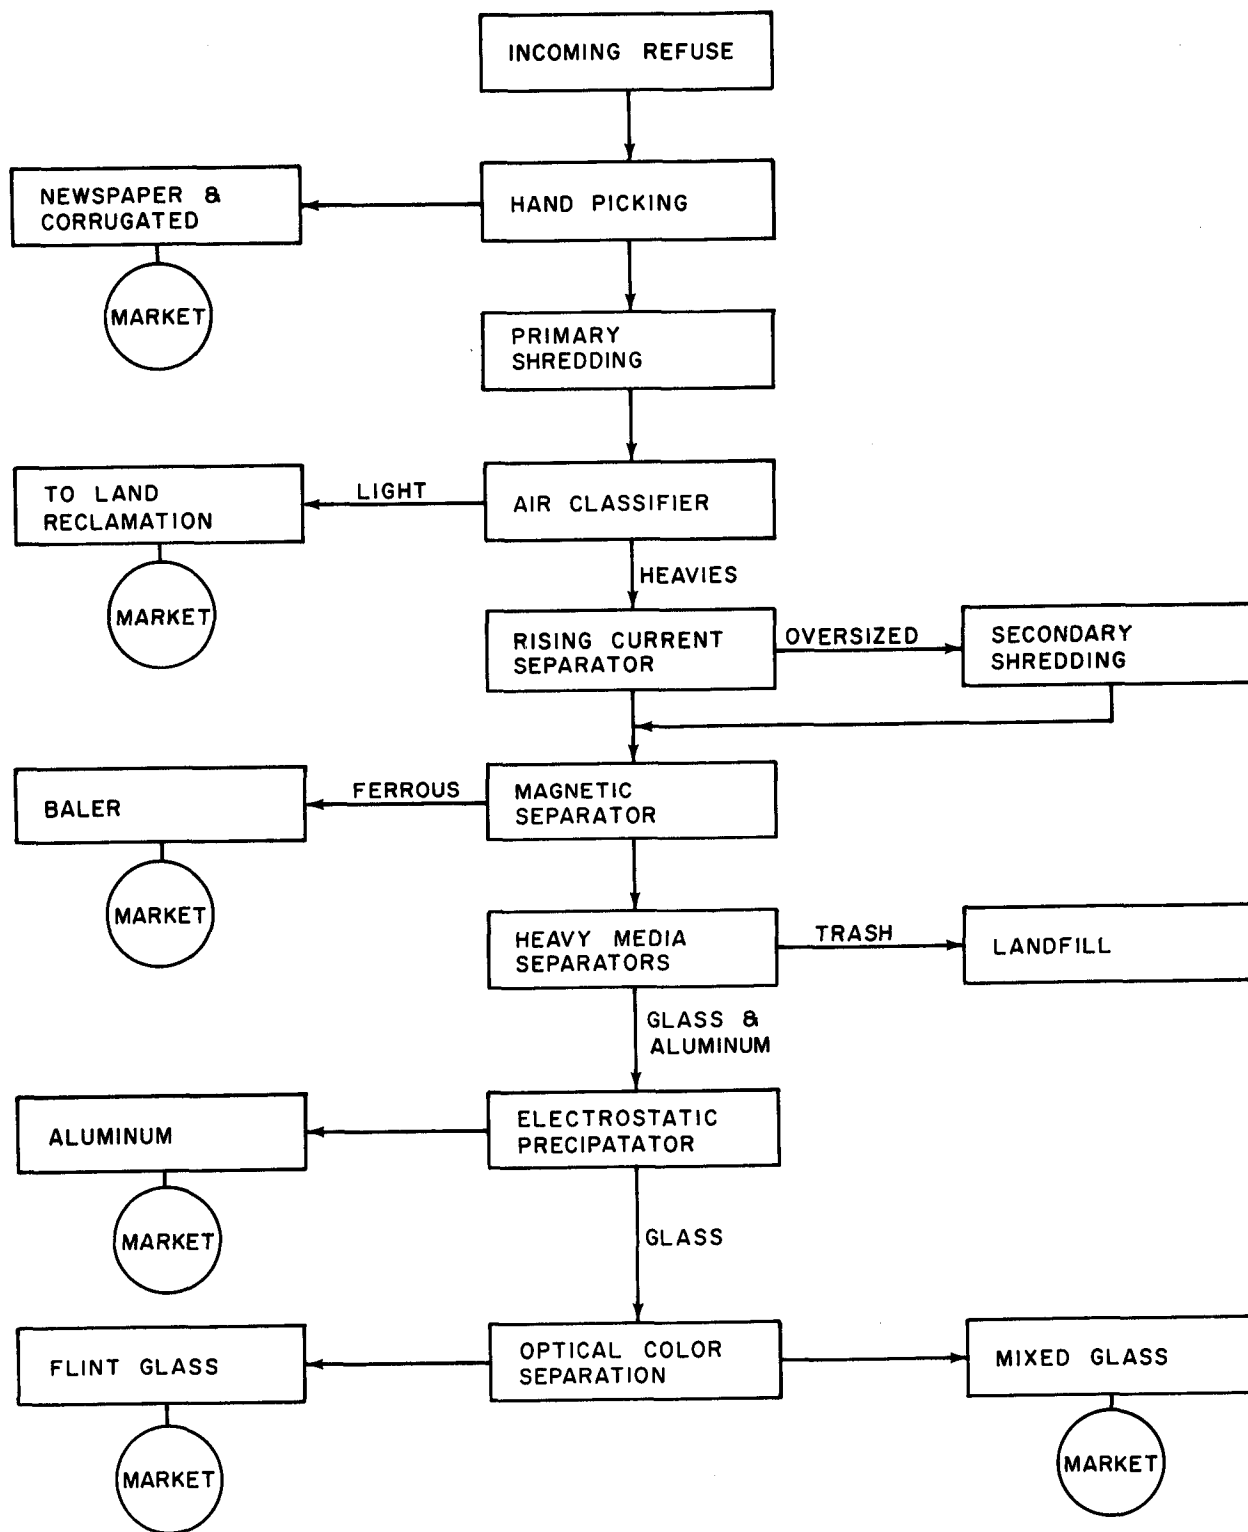 INCOMING REFUSE
NEWSPAPER &
CORRUGATED
HAND PICKING
MARKET
PRIMARY
SHREDDING
TO LAND
RECLAMATION
LIGHT
AIR CLASSIFIER
HEAVIES
MARKET
RISING CURRENT
SEPARATOR
OVERSIZED
SECONDARY
SHREDDING
BALER
FERROUS
MAGNETIC
SEPARATOR
MARKET
HEAVY MEDIA
SEPARATORS
TRASH
LANDFILL
GLASS &
ALUMINUM
ALUMINUM
ELECTROSTATIC
PRECIPATATOR
MARKET
GLASS
FLINT GLASS
OPTICAL COLOR
SEPARATION
MIXED GLASS
MARKET
MARKET